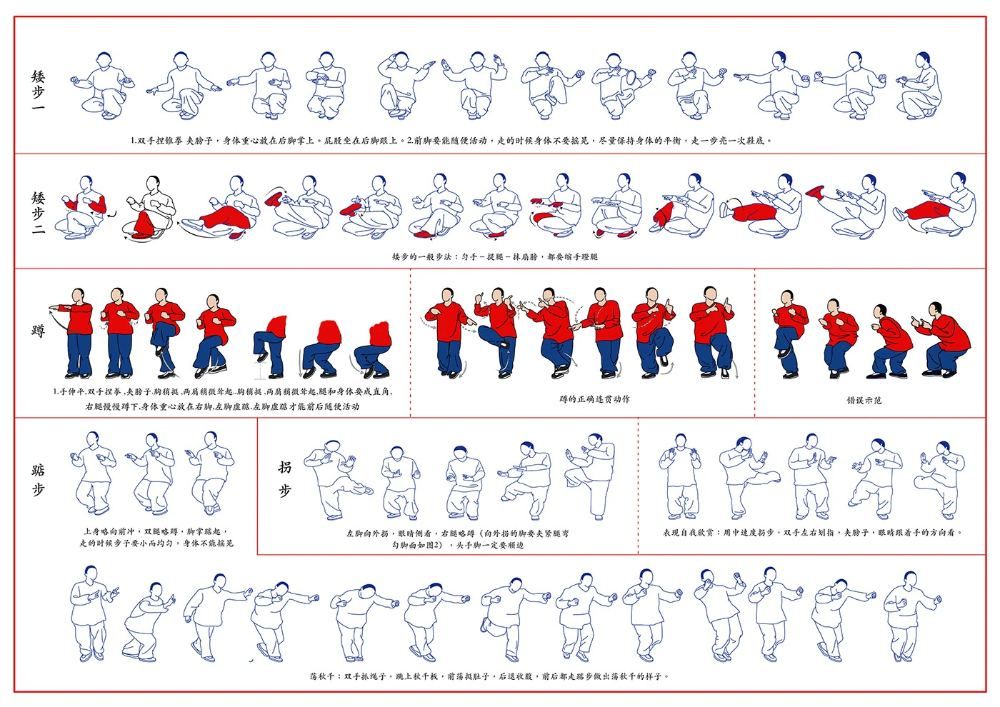 矮步一
1.双手捏锥拳 夹膀子，身体重心放在后脚掌上。屁股坐在后脚跟上。2.前脚要能随便活动，走的时候身体不要摇晃，尽量保持身体的平衡。走一步亮一次鞋底。
矮步二
矮步的一般步法：匀手－提腿－抹扇膀，都要缩手蹬腿
蹲
1.手伸平.双手捏拳.夹膀子.胸稍挺.两肩稍微耸起..胸稍挺.两肩稍微耸起.腿和身体要成直角.
右腿慢慢蹲下.身体重心放在右脚.左脚虚踮.左脚虚踮才能前后随便活动
蹲的正确连贯动作
错误示范
踮步
上身略向前冲，双腿略蹲，脚掌踮起，
走的时候步子要小而均匀，身体不能摇晃
拐步
左脚向外拐，眼睛侧看，右腿略蹲（向外拐的脚要夹紧腿弯
勾脚面如图2），头手脚一定要顺边
表现自我欣赏：用中速度拐步。双手左右划指，夹膀子，眼睛跟着手的方向看。
荡秋千：双手抓绳子。跳上秋千板，前荡挺肚子。后退收腹，前后都走踮步做出荡秋千的样子。